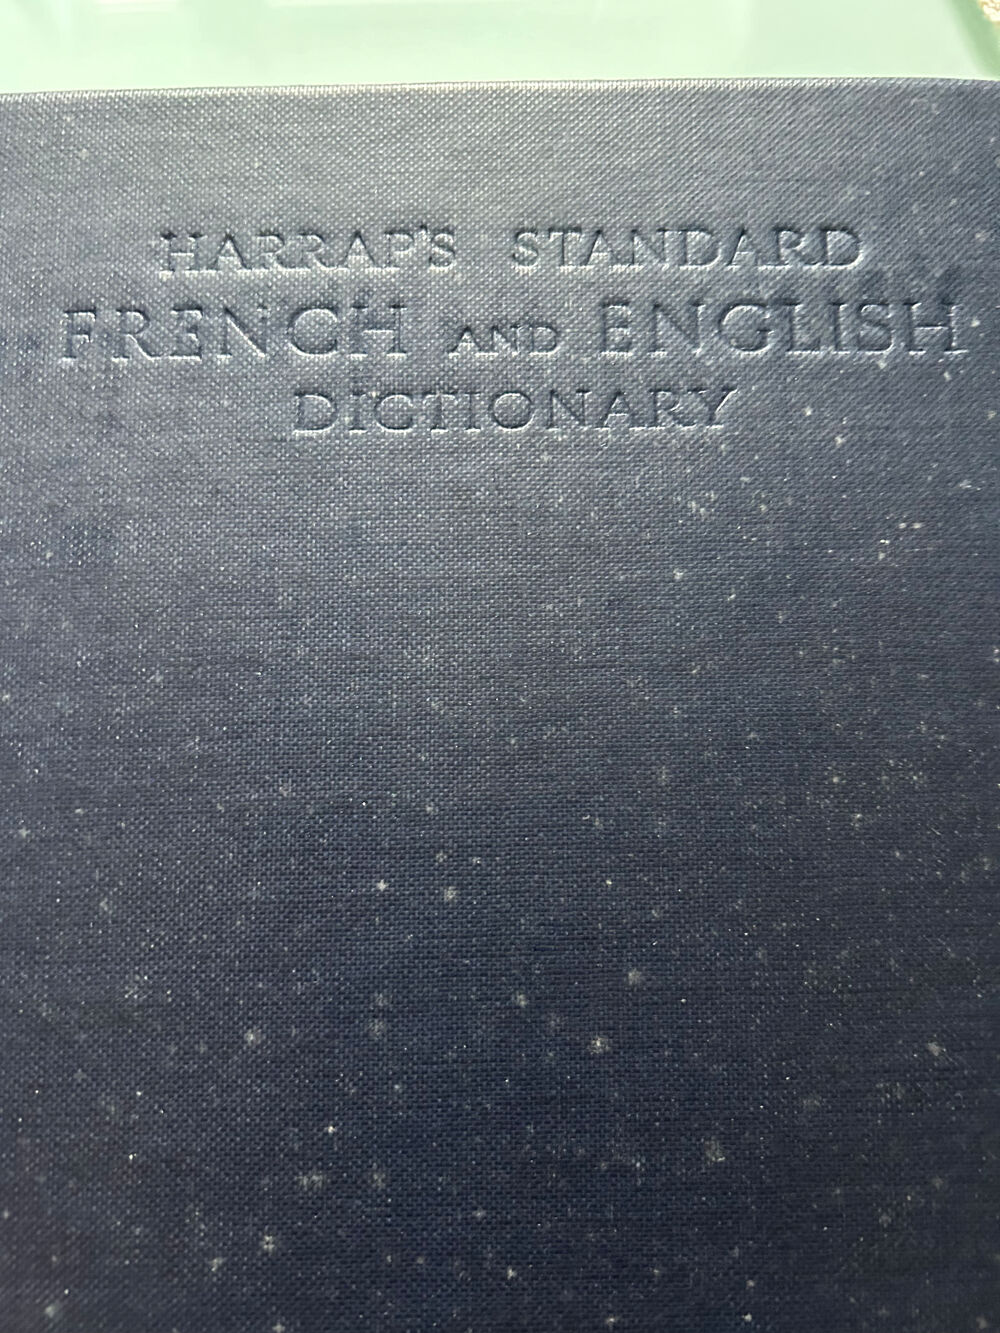 HARRAP'S STANDARD
FRENCH AND ENGLISH
DICTIONARY